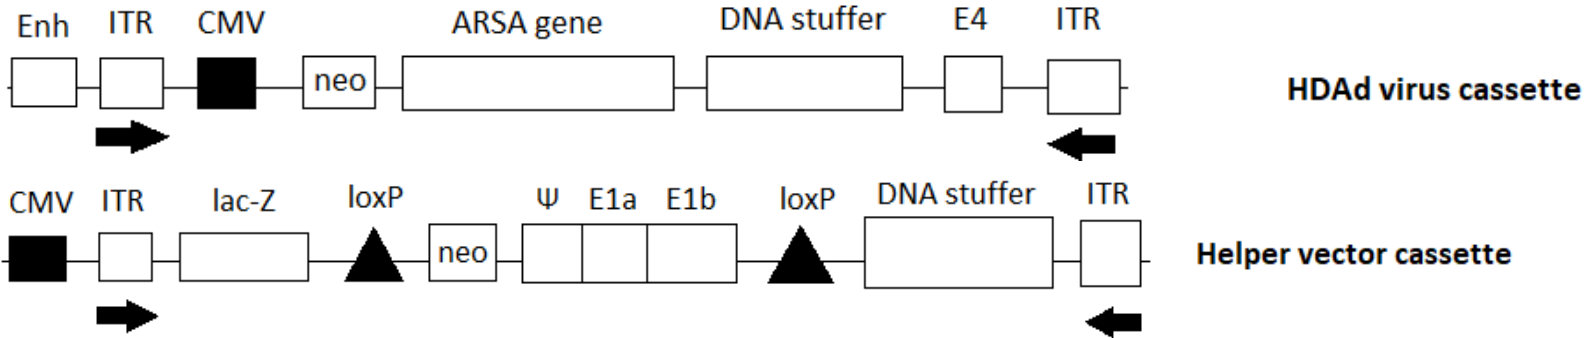 Enh ITR CMV ARSA gene DNA stuffer E4 ITR
neo HDAd virus cassette
CMV ITR lac-Z loxP Ψ E1a E1b loxP DNA stuffer ITR
neo Helper vector cassette